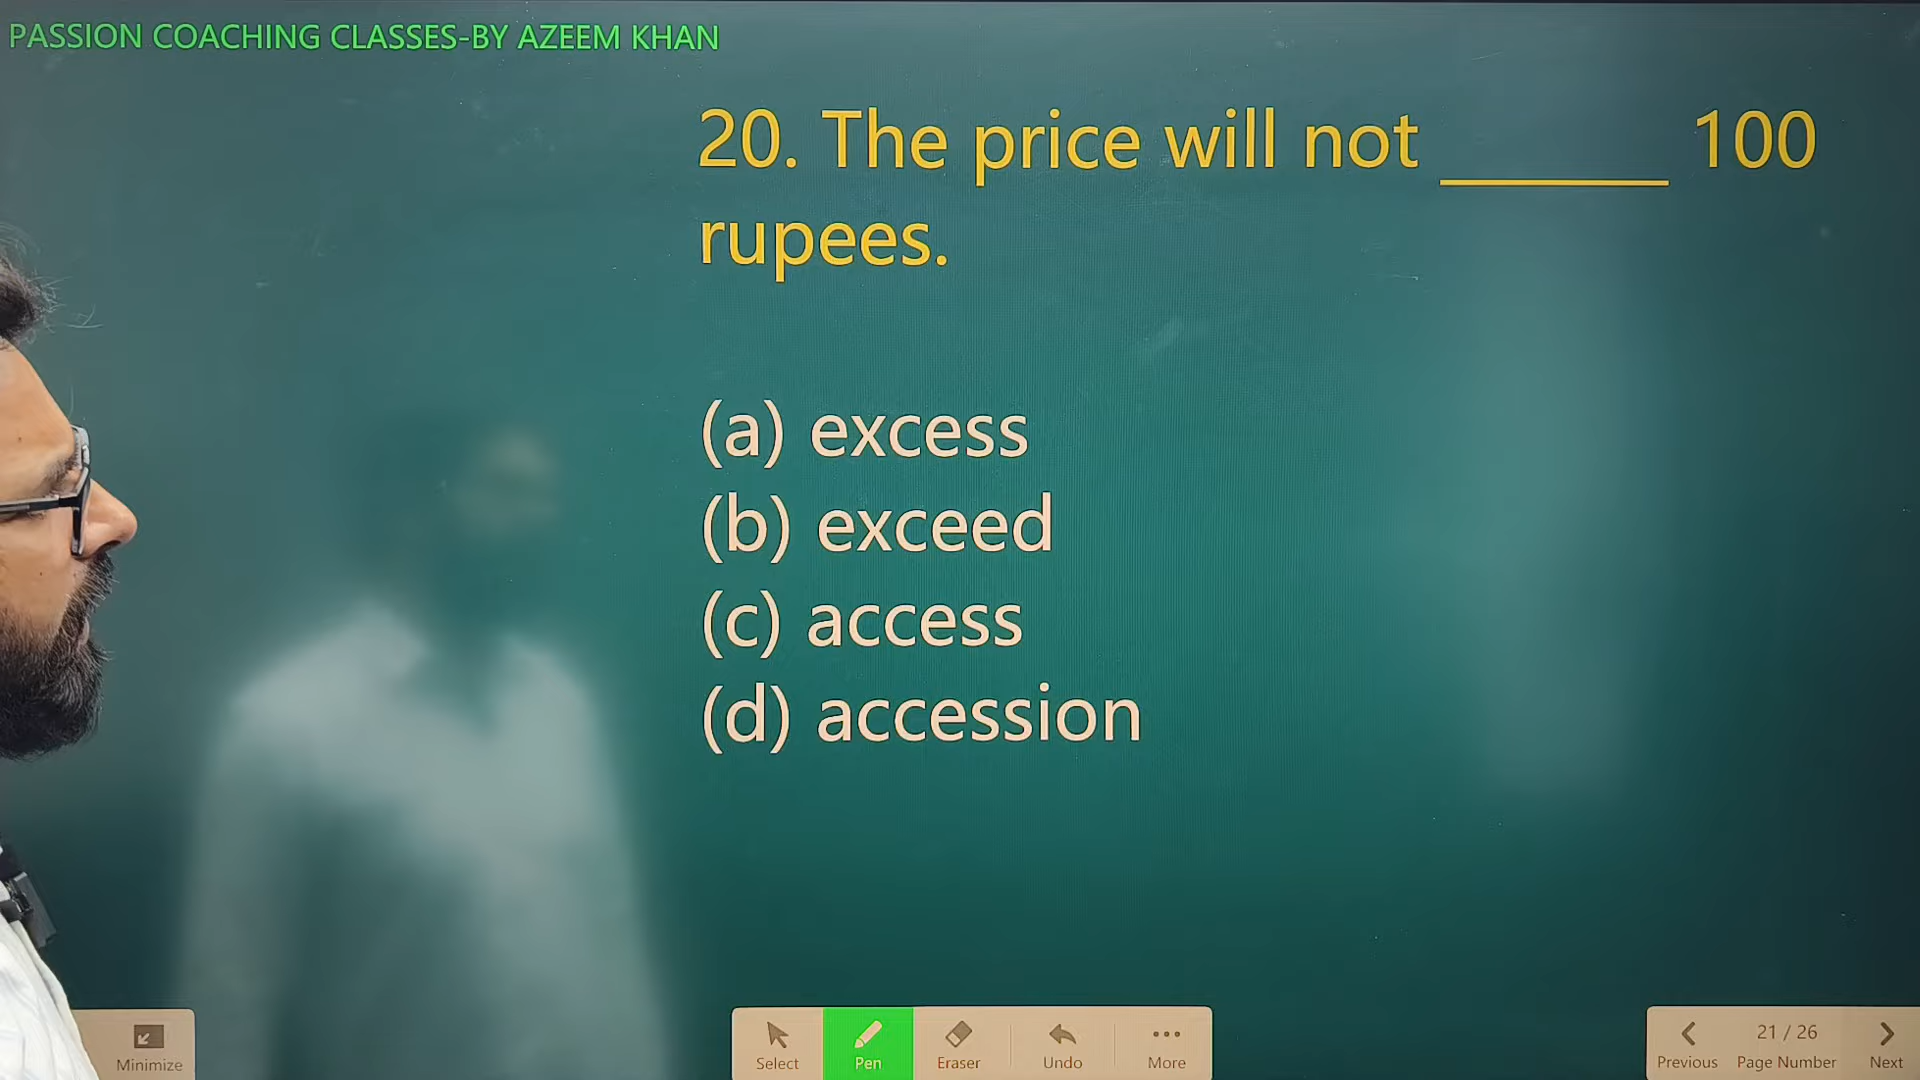 PASSION COACHING CLASSES-BY AZEEM KHAN
20. The price will not ______ 100
rupees.
(a) excess
(b) exceed
(c) access
(d) accession
Minimize
Select
Pen
Eraser
Undo
More
21 / 26
Previous
Page Number
Next